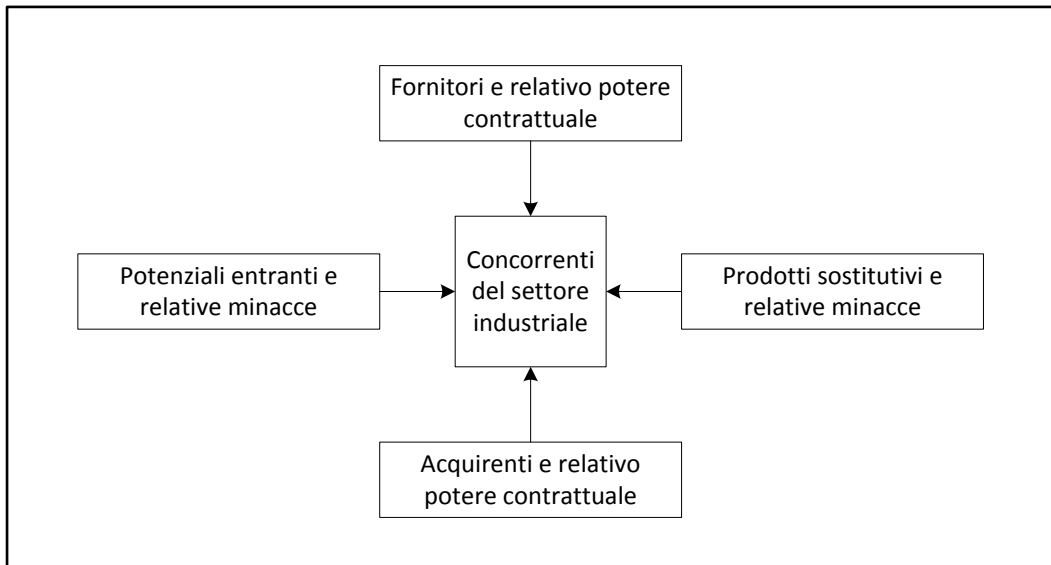 Fornitori e relativo potere
contrattuale
Potenziali entranti e
relative minacce
Concorrenti
del settore
industriale
Prodotti sostitutivi e
relative minacce
Acquirenti e relativo
potere contrattuale